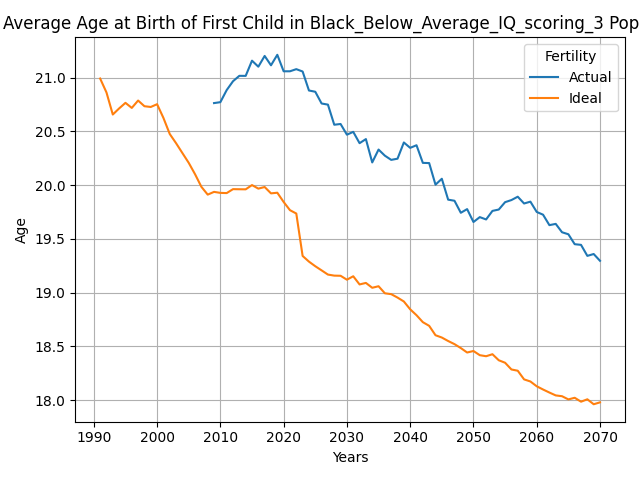 Average Age at Birth of First Child in Black_Below_Average_IQ_scoring_3 Pop
Fertility
Actual
Ideal
21.0
20.5
20.0
19.5
19.0
18.5
18.0
Age
1990 2000 2010 2020 2030 2040 2050 2060 2070
Years